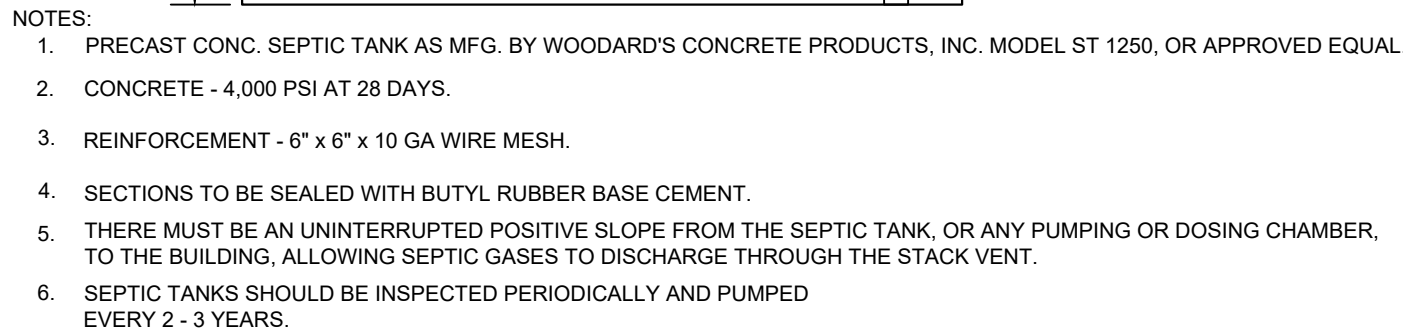 NOTES:
1. PRECAST CONC. SEPTIC TANK AS MFG. BY WOODARD'S CONCRETE PRODUCTS, INC. MODEL ST 1250, OR APPROVED EQUAL.
2. CONCRETE - 4,000 PSI AT 28 DAYS.
3. REINFORCEMENT - 6" x 6" x 10 GA WIRE MESH.
4. SECTIONS TO BE SEALED WITH BUTYL RUBBER BASE CEMENT.
5. THERE MUST BE AN UNINTERRUPTED POSITIVE SLOPE FROM THE SEPTIC TANK, OR ANY PUMPING OR DOSING CHAMBER,
TO THE BUILDING, ALLOWING SEPTIC GASES TO DISCHARGE THROUGH THE STACK VENT.
6. SEPTIC TANKS SHOULD BE INSPECTED PERIODICALLY AND PUMPED
EVERY 2 - 3 YEARS.